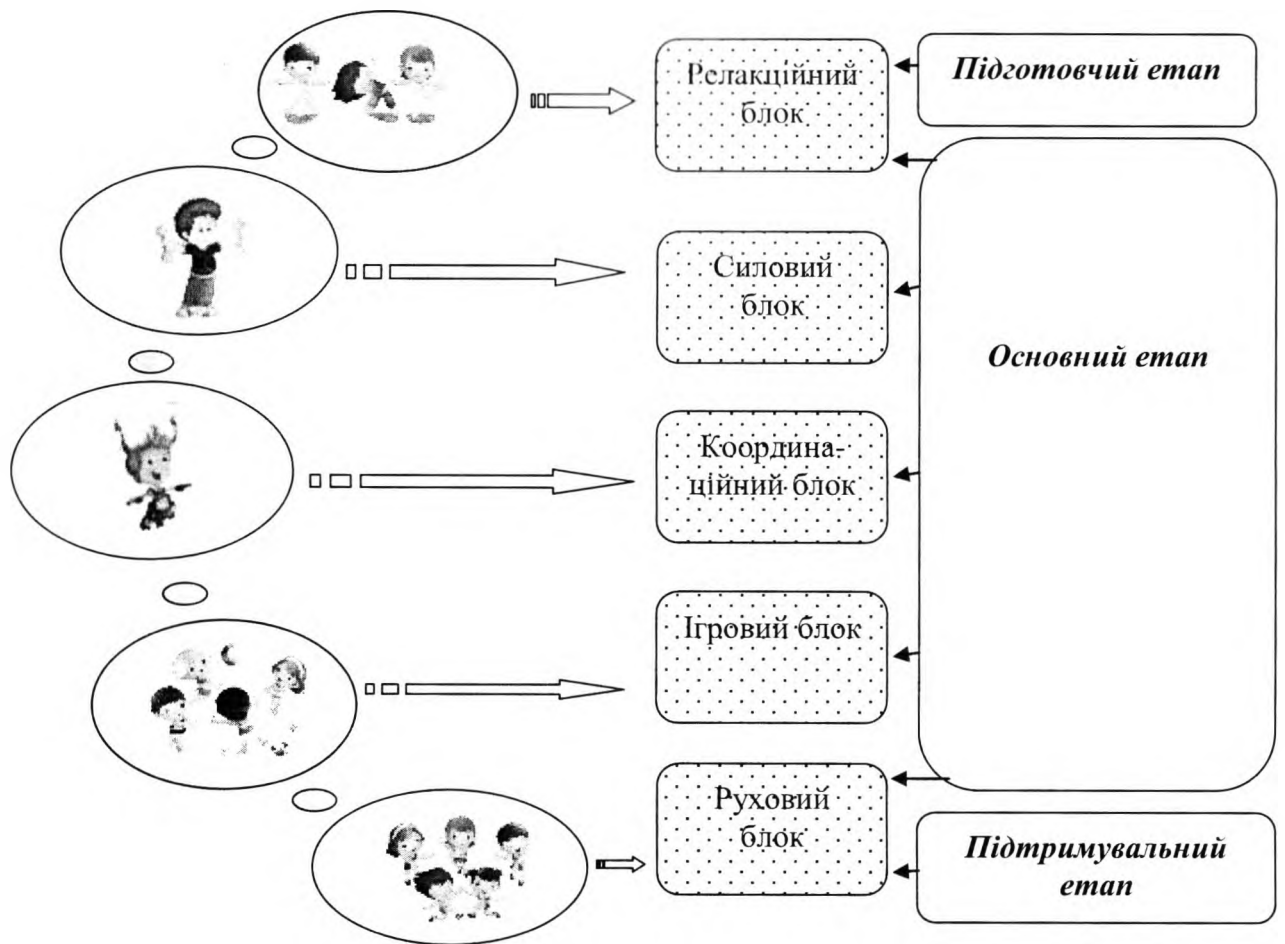 Релакційний
блок
Підготовчий етап
Силовий
блок
Основний етап
Координа-
ційний блок
Ігровий блок
Руховий
блок
Підтримувальний
етап